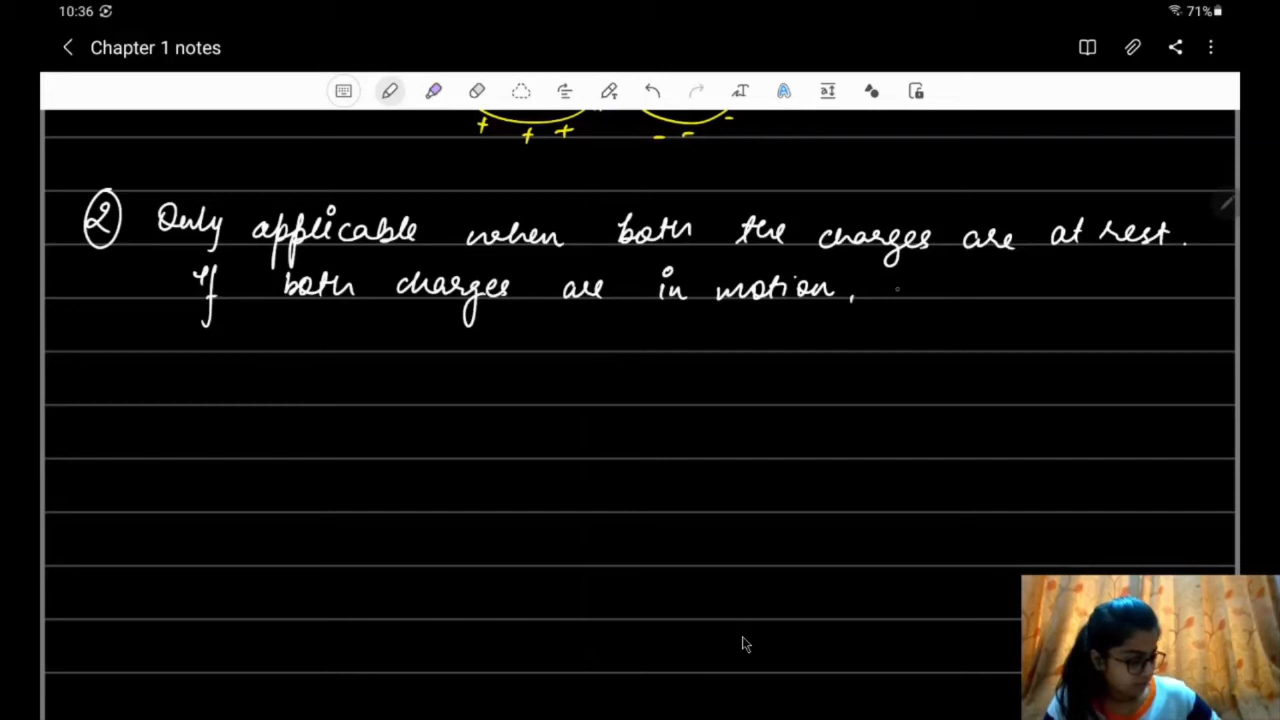 10:36
71%
Chapter 1 notes
+ + + - - -
② Only applicable when both the charges are at rest.
If both charges are in motion,